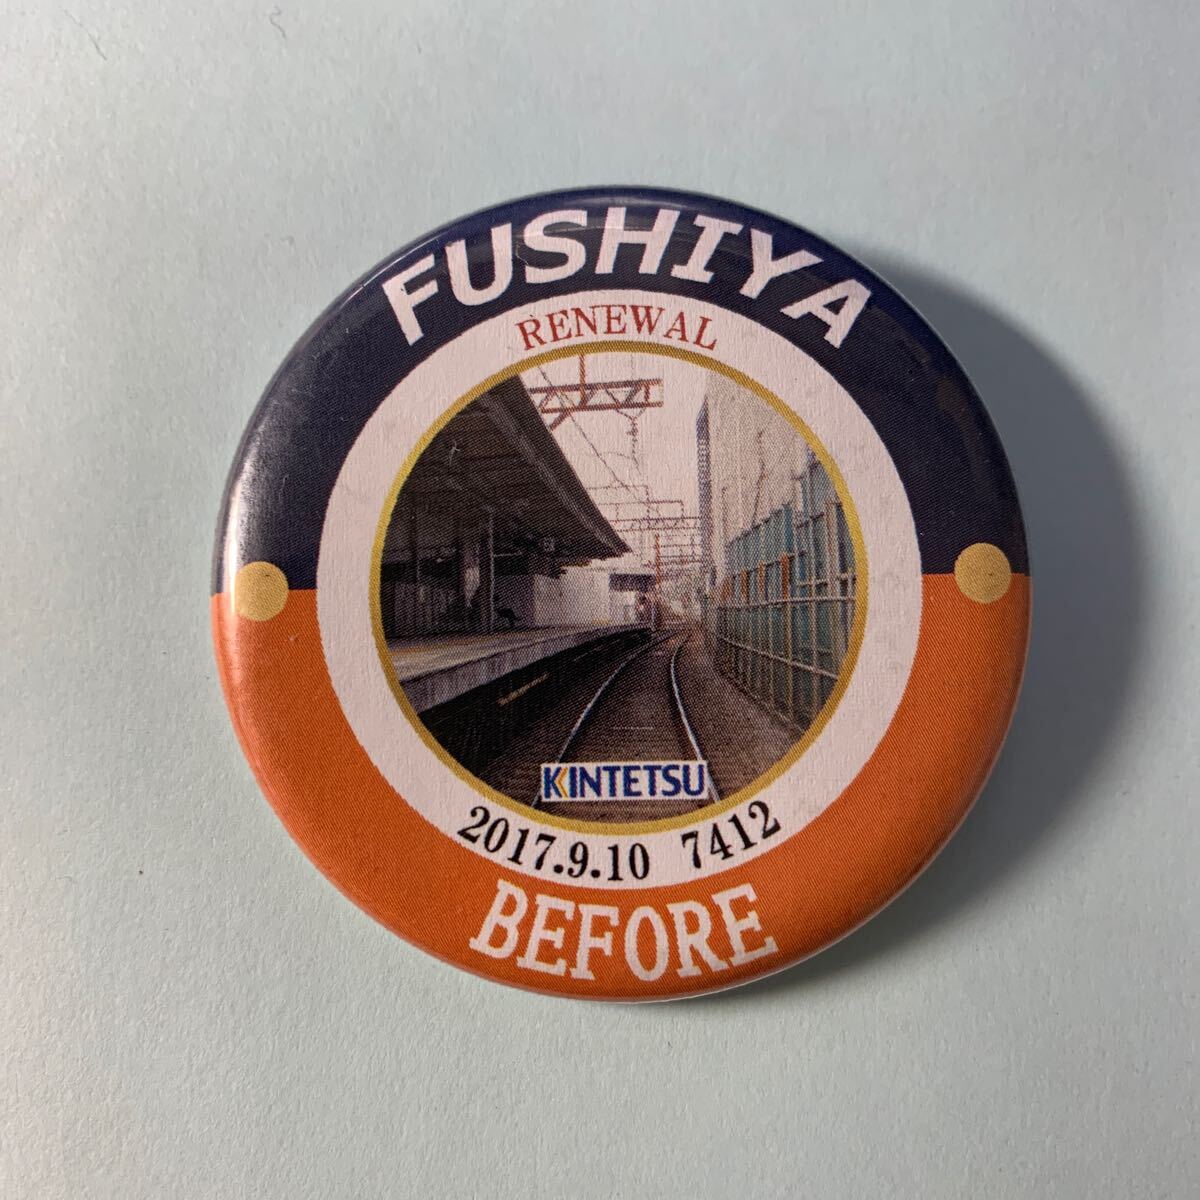 FUSHIYA
RENEWAL
KINTETSU
2017.9.10 7412
BEFORE